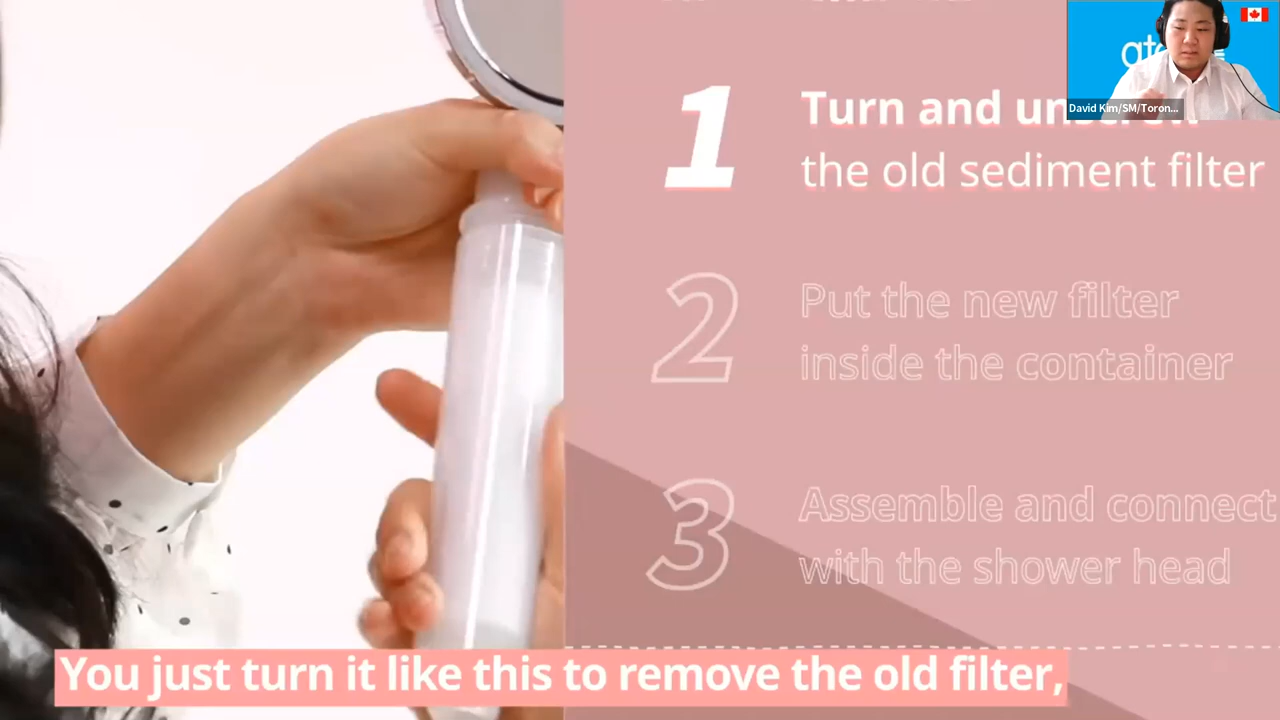 1
Turn and unscrew
the old sediment filter
2
Put the new filter
inside the container
3
Assemble and connect
with the shower head
You just turn it like this to remove the old filter,
David Kim/SM/Toron...